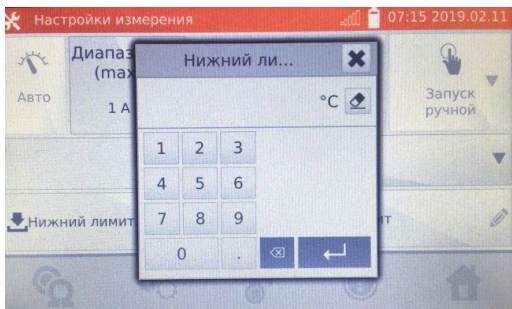 Настройки измерения 07:15 2019.02.11
Диапаз
(max
Авто
1 A
Нижний ли...
°C
Запуск
ручной
1 2 3
4 5 6
7 8 9
0 .
Нижний лимит
ит